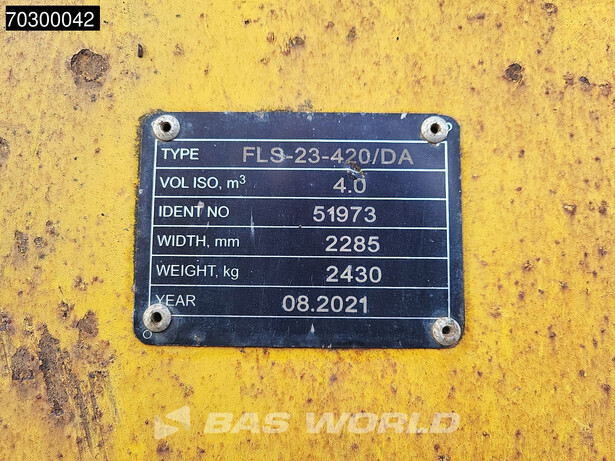 70300042
TYPE FLS-23-420/DA
VOL ISO, m³ 4.0
IDENT NO 51973
WIDTH, mm 2285
WEIGHT, kg 2430
YEAR 08.2021
BAS WORLD